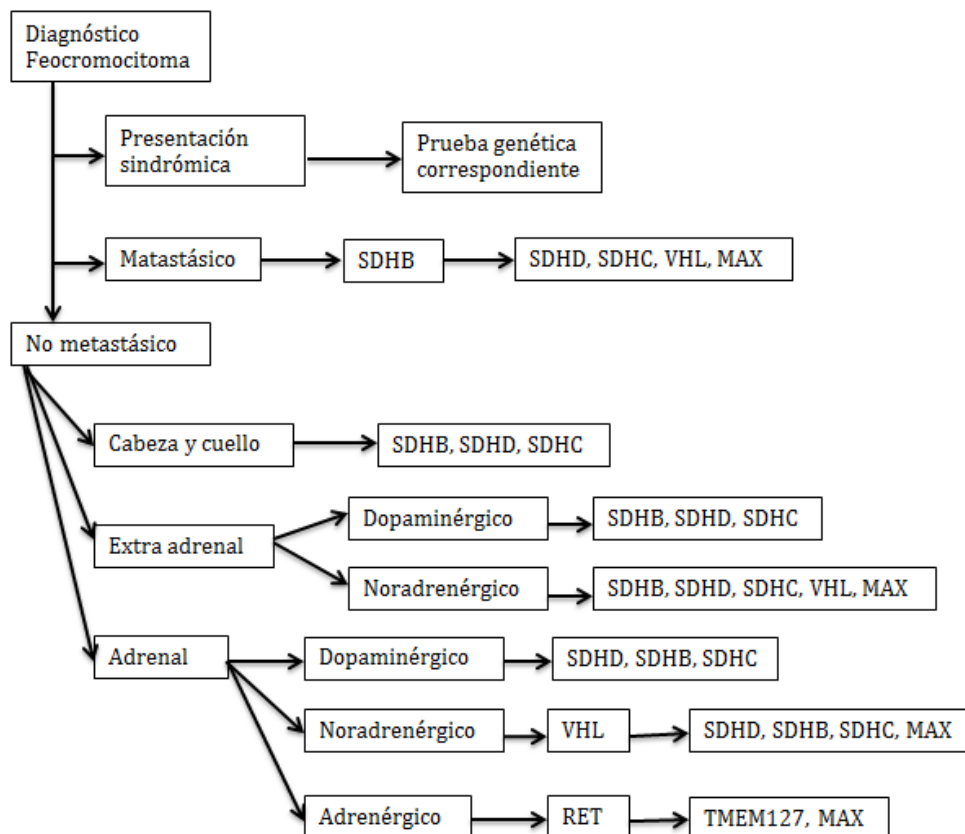 Diagnóstico
Feocromocitoma
Presentación
sindrómica
Prueba genética
correspondiente
Matastásico
SDHB
SDHD, SDHC, VHL, MAX
No metastásico
Cabeza y cuello
SDHB, SDHD, SDHC
Extra adrenal
Dopaminérgico
SDHB, SDHD, SDHC
Noradrenérgico
SDHB, SDHD, SDHC, VHL, MAX
Adrenal
Dopaminérgico
SDHD, SDHB, SDHC
Noradrenérgico
VHL
SDHD, SDHB, SDHC, MAX
Adrenérgico
RET
TMEM127, MAX